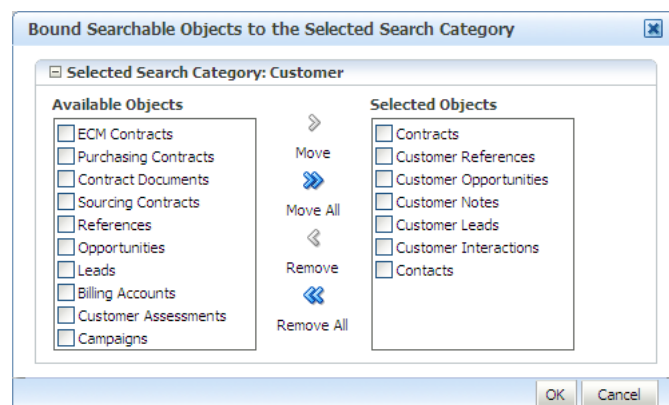 Bound Searchable Objects to the Selected Search Category
Selected Search Category: Customer
Available Objects
ECM Contracts
Purchasing Contracts
Contract Documents
Sourcing Contracts
References
Opportunities
Leads
Billing Accounts
Customer Assessments
Campaigns
Move
Move All
Remove
Remove All
Selected Objects
Contracts
Customer References
Customer Opportunities
Customer Notes
Customer Leads
Customer Interactions
Contacts
OK
Cancel